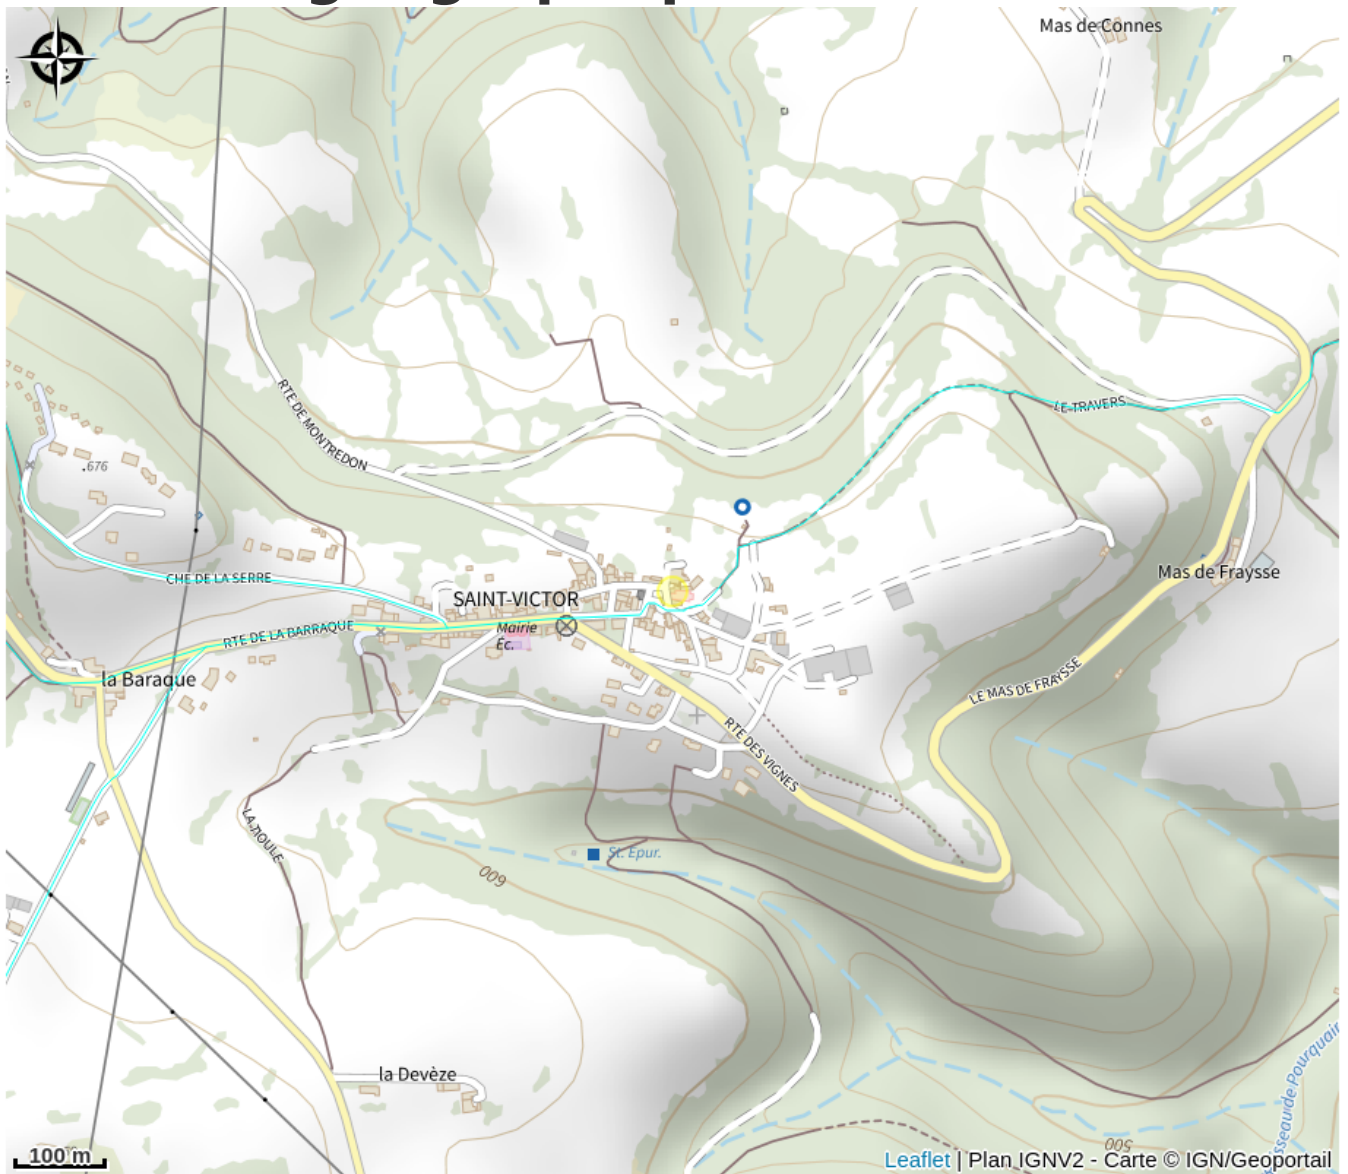 Mas de Connes
RTE DE MONTREDON
LE TRAVERS
.676
CHE DE LA SERRE
SAINT-VICTOR
Mairie
Éc.
RTE DE LA BARRAQUE
la Baraque
Mas de Fraysse
LE MAS DE FRAYSSE
RTE DES VIGNES
LA TIOULE
St. Epur.
600
la Devèze
500
100 m
Leaflet | Plan IGNV2 - Carte © IGN/Geoportail